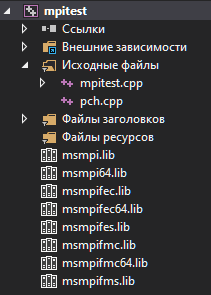 mpitest
Ссылки
Внешние зависимости
Исходные файлы
mpitest.cpp
pch.cpp
Файлы заголовков
Файлы ресурсов
msmpi.lib
msmpi64.lib
msmpifec.lib
msmpifec64.lib
msmpifes.lib
msmpifmc.lib
msmpifmc64.lib
msmpifms.lib